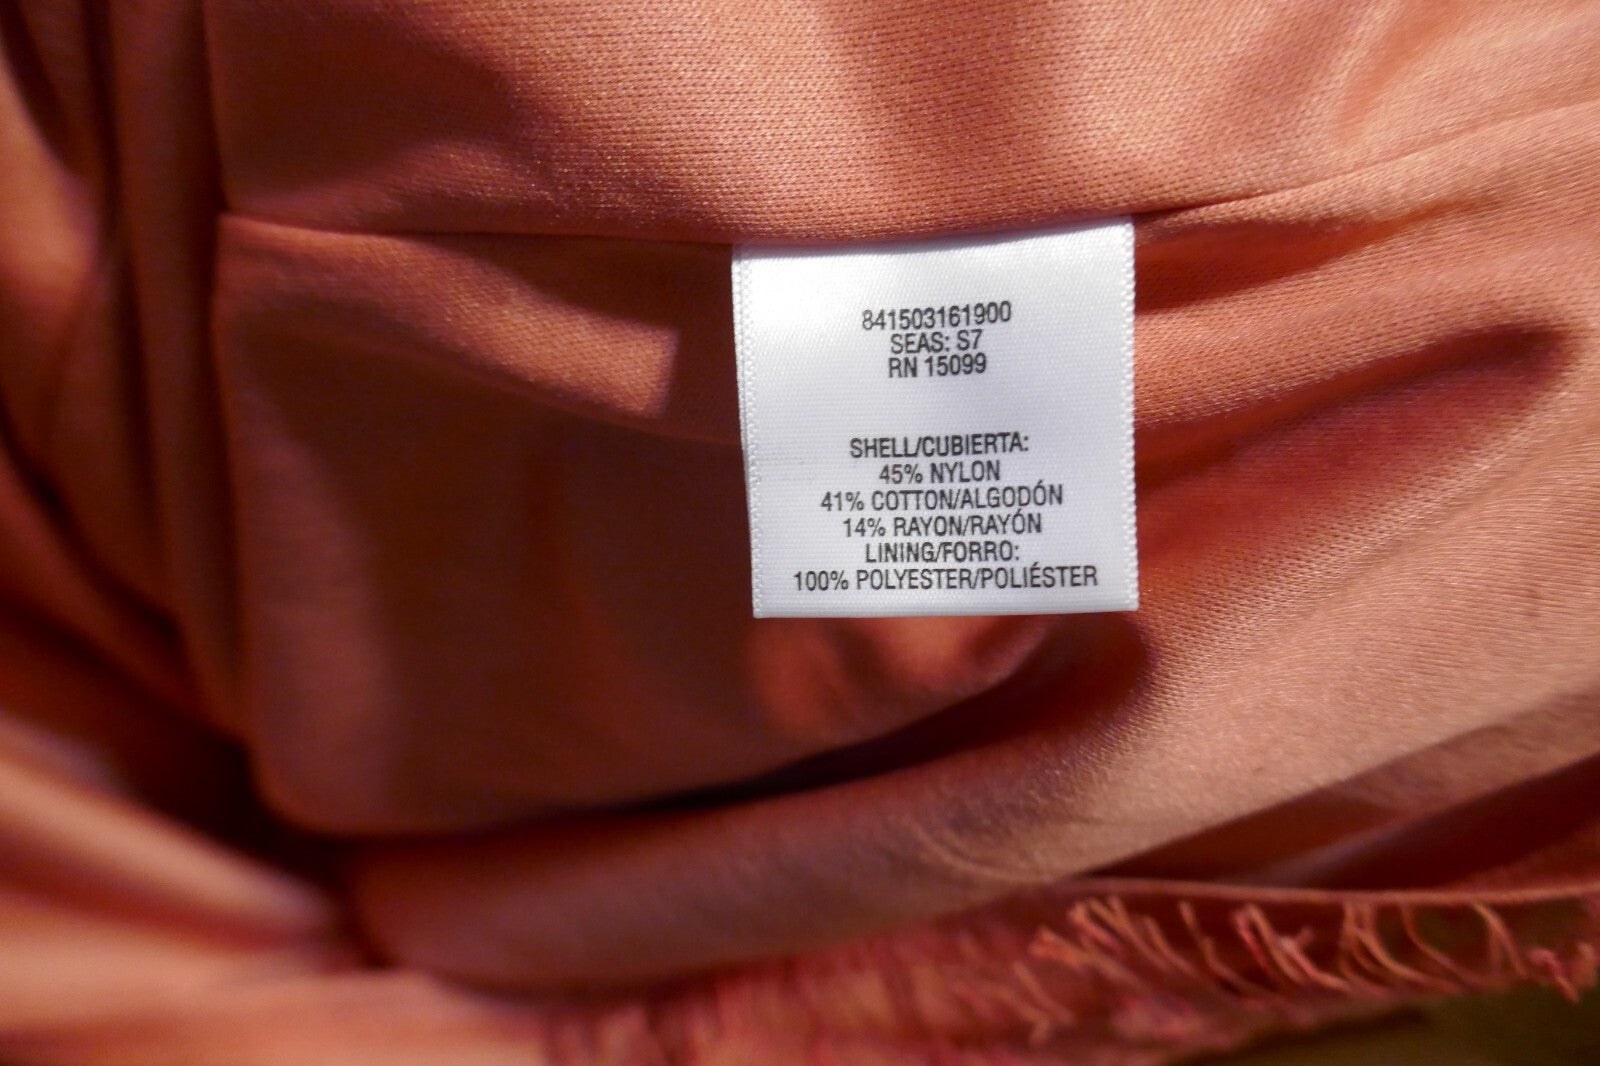 841503161900
SEAS: S7
RN 15099
SHELL/CUBIERTA:
45% NYLON
41% COTTON/ALGODÓN
14% RAYON/RAYÓN
LINING/FORRO:
100% POLYESTER/POLIÉSTER